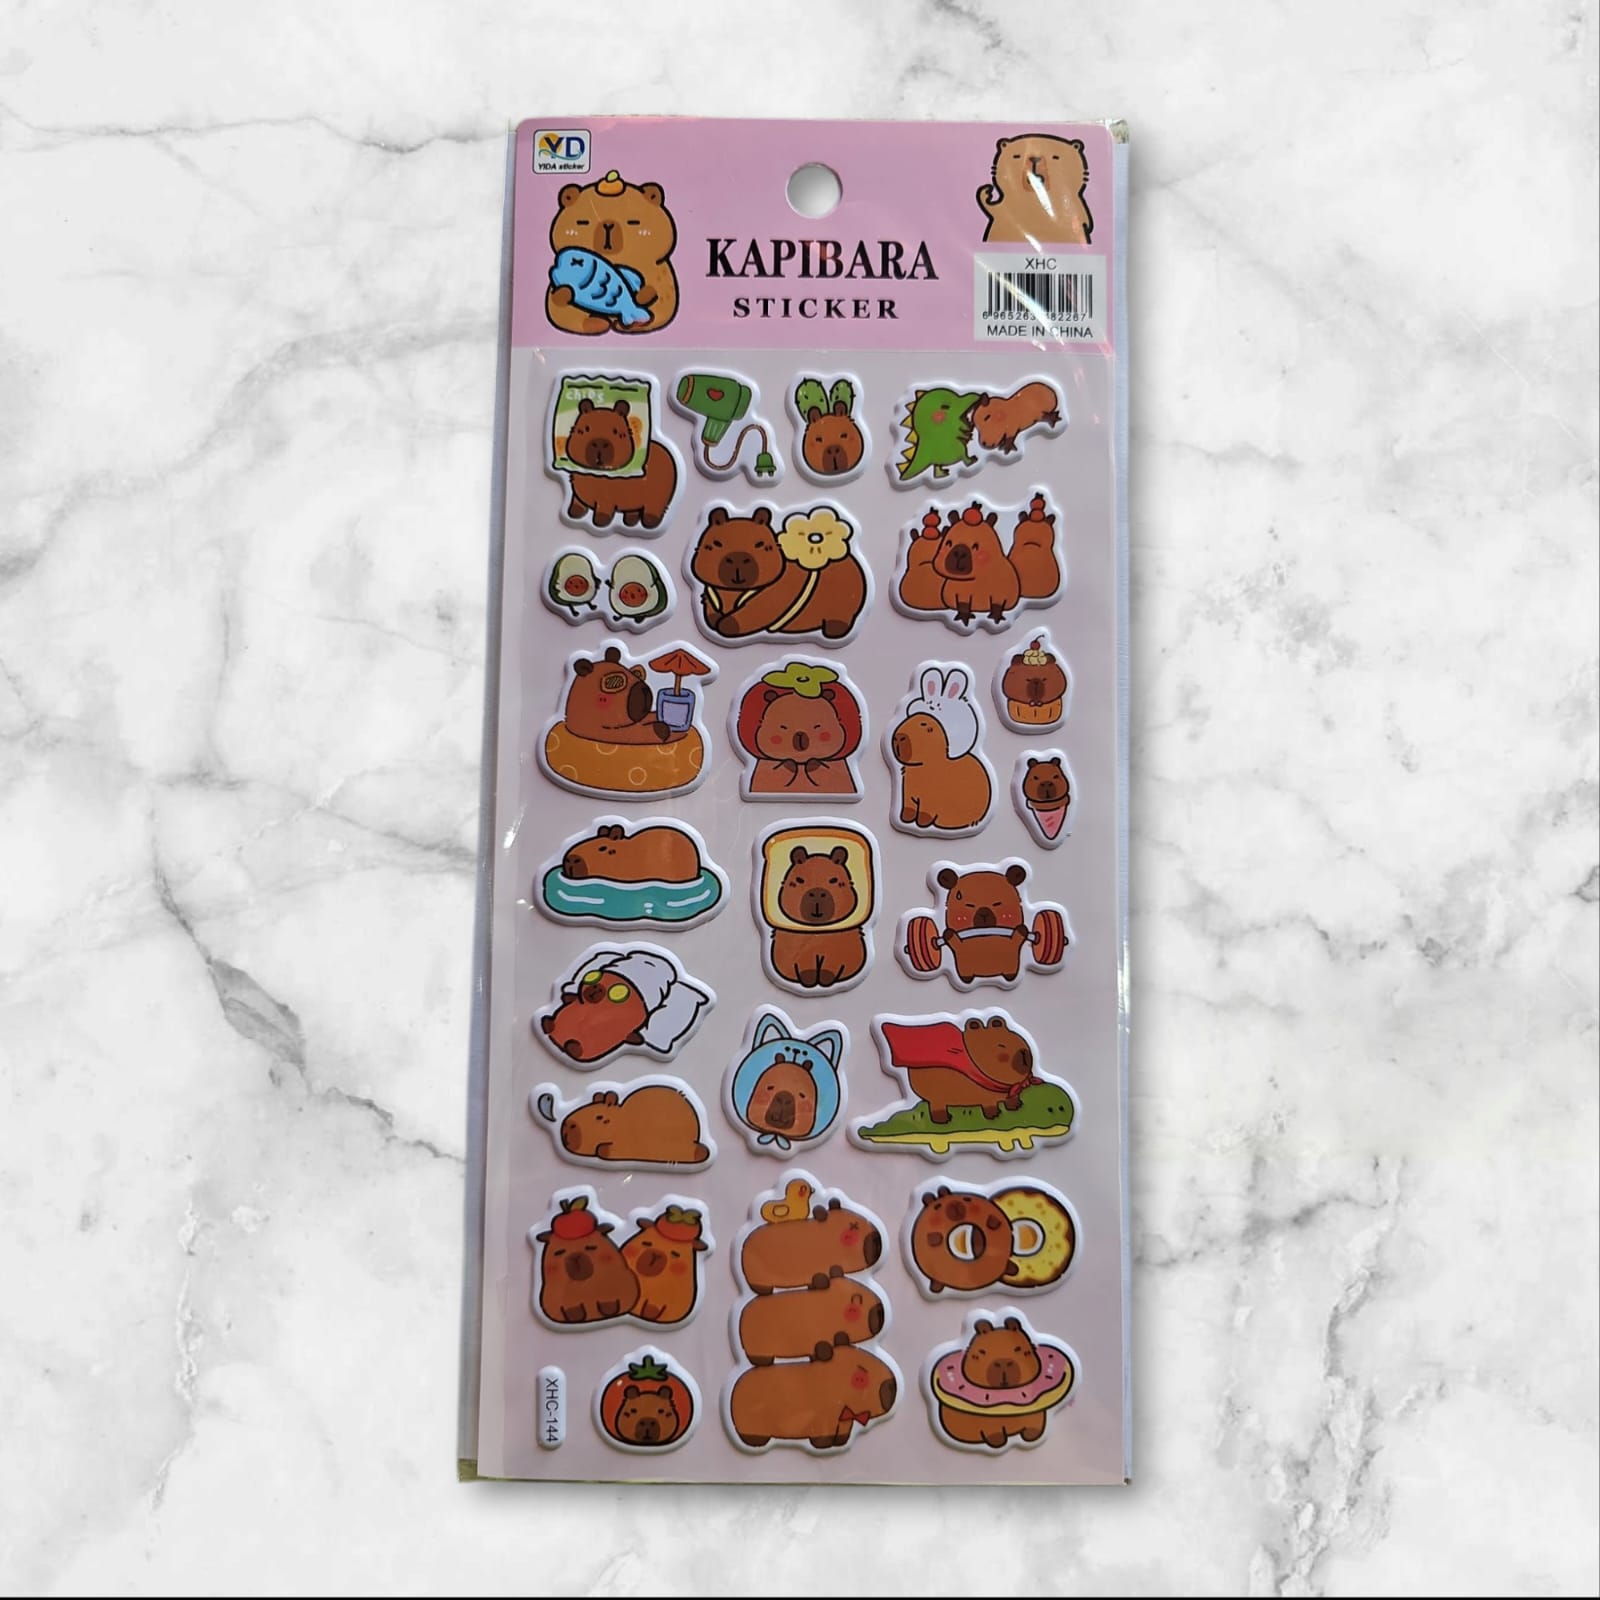 YD
YIDA sticker
KAPIBARA
STICKER
XHC
MADE IN CHINA
chips
XHC-144